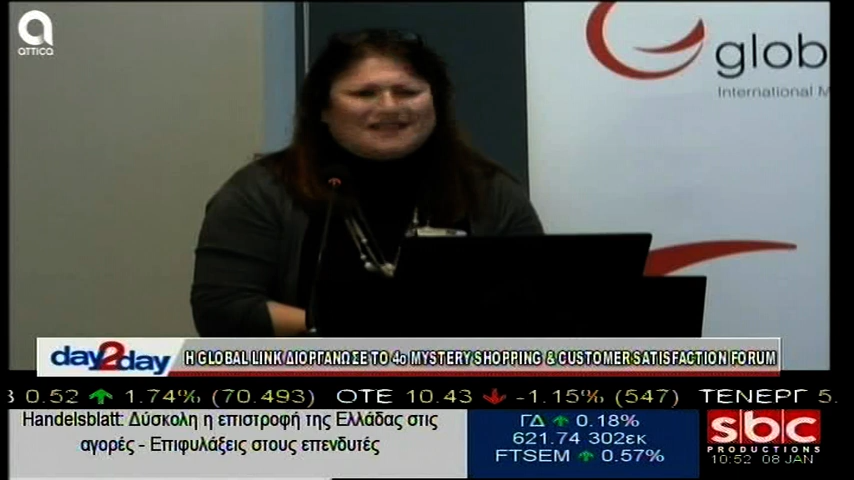 αττica
glob
International M
day2day
Η GLOBAL LINK ΔΙΟΡΓΑΝΩΣΕ ΤΟ 4ο MYSTERY SHOPPING & CUSTOMER SATISFACTION FORUM
0.52 1.74% (70.493) ΟΤΕ 10.43 -1.15% (547) ΤΕΝΕΡΓ 5.
Handelsblatt: Δύσκολη η επιστροφή της Ελλάδας στις
αγορές - Επιφυλάξεις στους επενδυτές
ΓΔ 0.18%
621.74 302εκ
FTSEM 0.57%
sbc
PRODUCTIONS
10:52 08 JAN